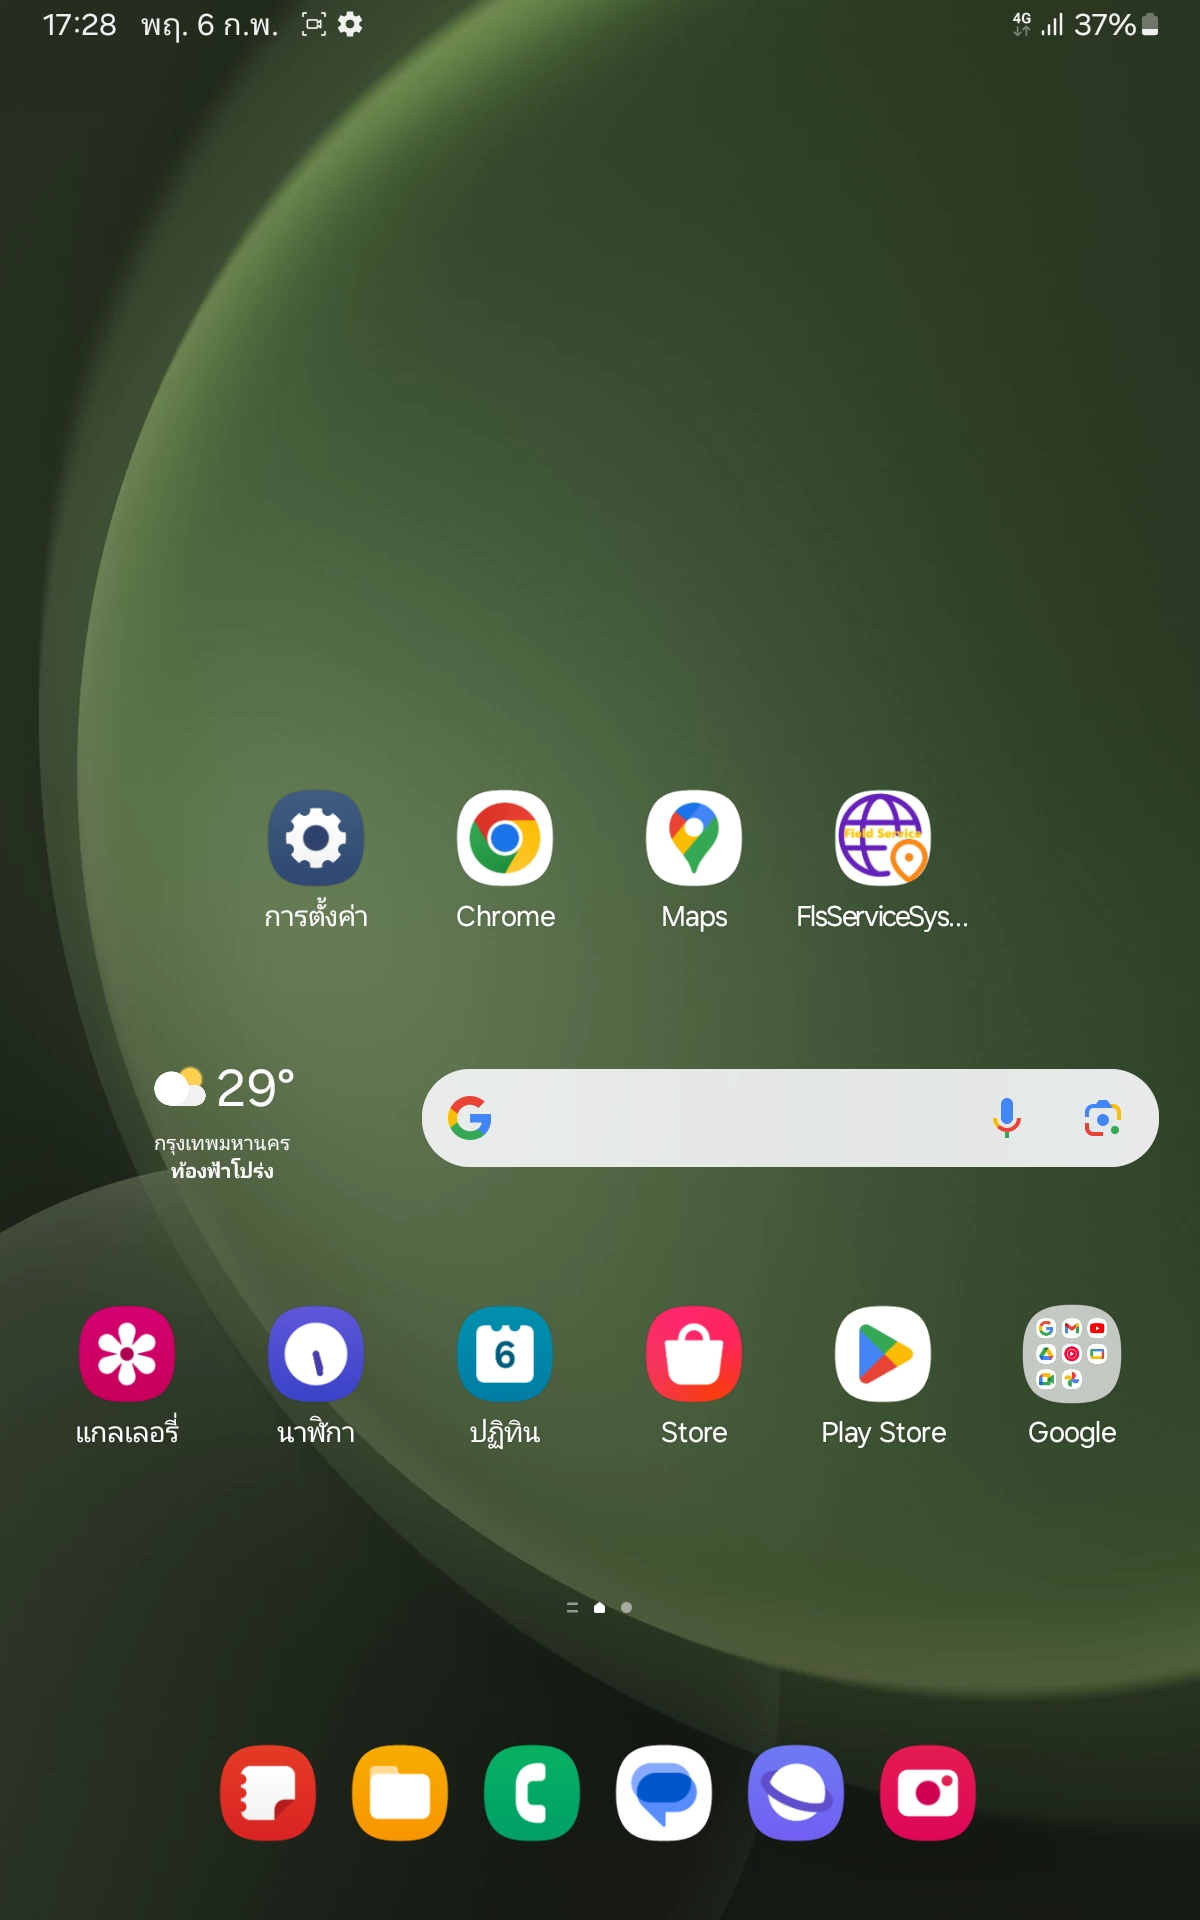 17:28 พฤ. 6 ก.พ. 4G 37%
Field Service
การตั้งค่า Chrome Maps FlsServiceSys...
29°
กรุงเทพมหานคร
ท้องฟ้าโปร่ง
6
แกลเลอรี่ นาฬิกา ปฏิทิน Store Play Store Google